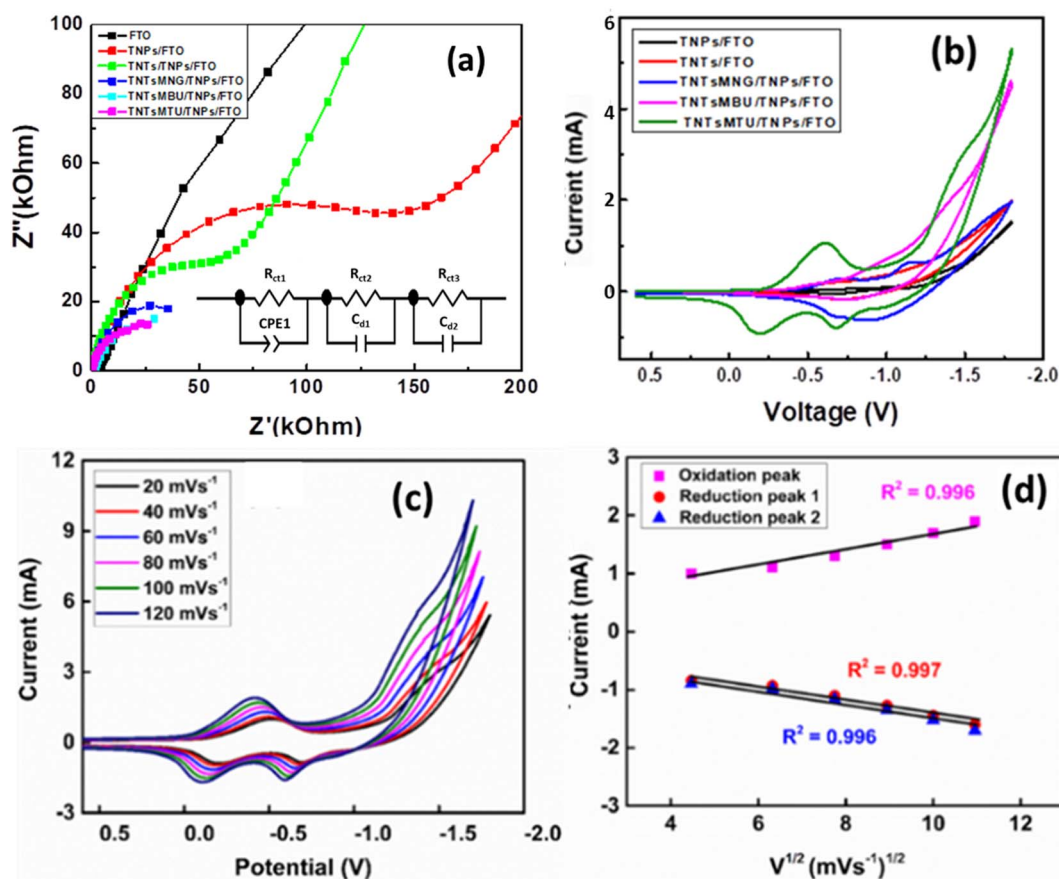 (a)
FTO
TNPs/FTO
TNTs/TNPs/FTO
TNTsMNG/TNPs/FTO
TNTsMBU/TNPs/FTO
TNTsMTU/TNPs/FTO
100
80
60
40
20
0
Z''(kOhm)
R_ct1 R_ct2 R_ct3
CPE1 C_d1 C_d2
0 50 100 150 200
Z'(kOhm)
(b)
TNPs/FTO
TNTs/FTO
TNTsMNG/TNPs/FTO
TNTsMBU/TNPs/FTO
TNTsMTU/TNPs/FTO
6
4
2
0
-2
Current (mA)
0.5 0.0 -0.5 -1.0 -1.5 -2.0
Voltage (V)
(c)
20 mVs⁻¹
40 mVs⁻¹
60 mVs⁻¹
80 mVs⁻¹
100 mVs⁻¹
120 mVs⁻¹
12
9
6
3
0
-3
Current (mA)
0.5 0.0 -0.5 -1.0 -1.5 -2.0
Potential (V)
(d)
Oxidation peak
Reduction peak 1
Reduction peak 2
R² = 0.996
R² = 0.997
R² = 0.996
3
2
1
0
-1
-2
-3
Current (mA)
4 6 8 10 12
V^1/2 (mVs⁻¹)^1/2